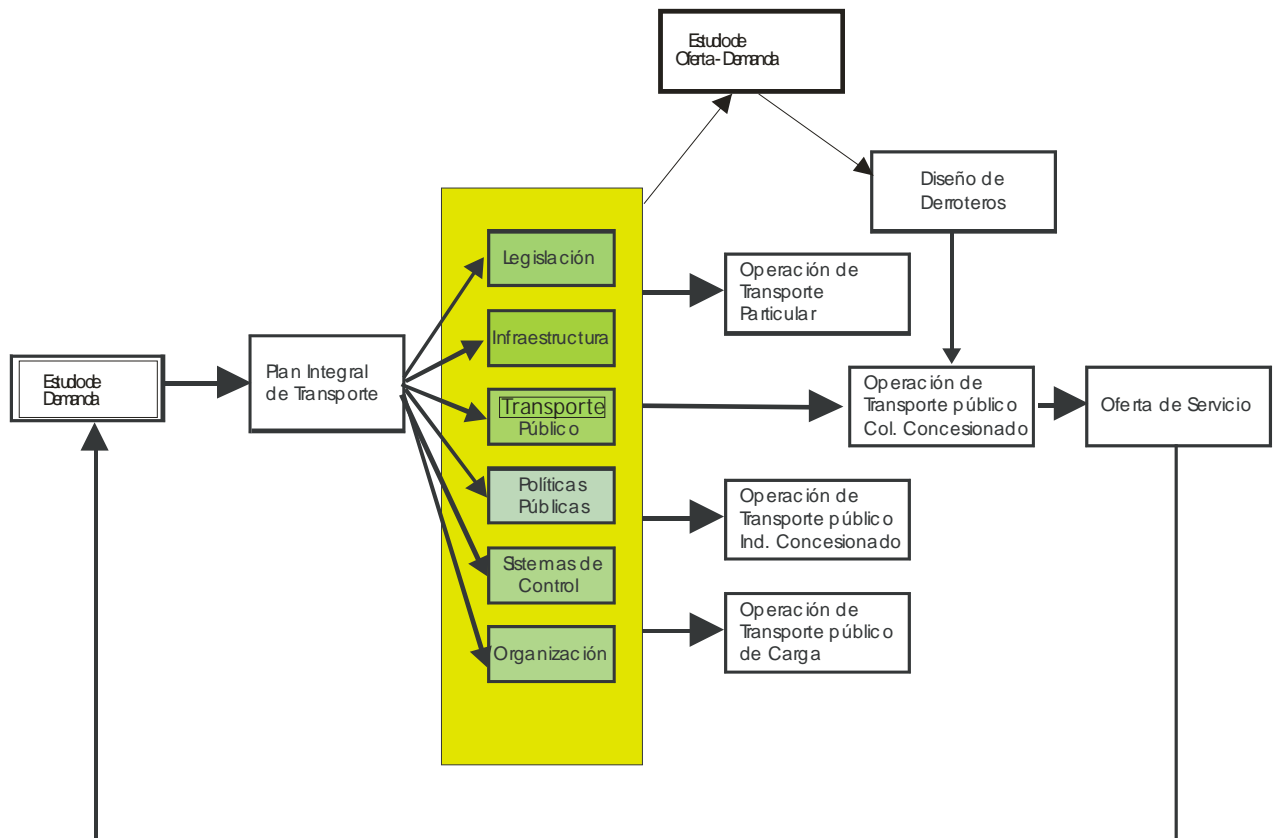 Estudio de
Oferta - Demanda
Diseño de
Derroteros
Legislación
Operación de
Transporte
Particular
Infraestructura
Estudio de
Demanda
Plan Integral
de Transporte
Transporte
Público
Operación de
Transporte público
Col. Concesionado
Oferta de Servicio
Políticas
Públicas
Operación de
Transporte público
Ind. Concesionado
Sistemas de
Control
Operación de
Transporte público
de Carga
Organización